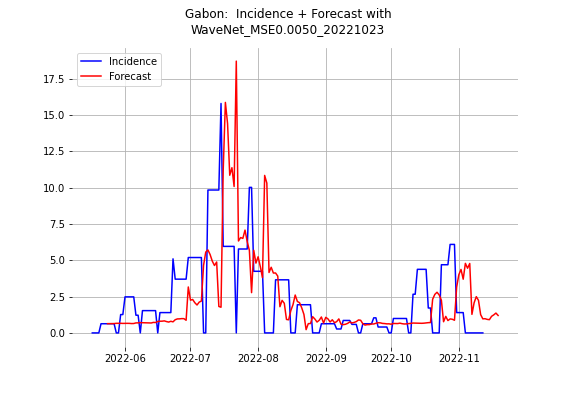 Gabon:  Incidence + Forecast with
WaveNet_MSE0.0050_20221023
Incidence
Forecast
17.5
15.0
12.5
10.0
7.5
5.0
2.5
0.0
2022-06 2022-07 2022-08 2022-09 2022-10 2022-11